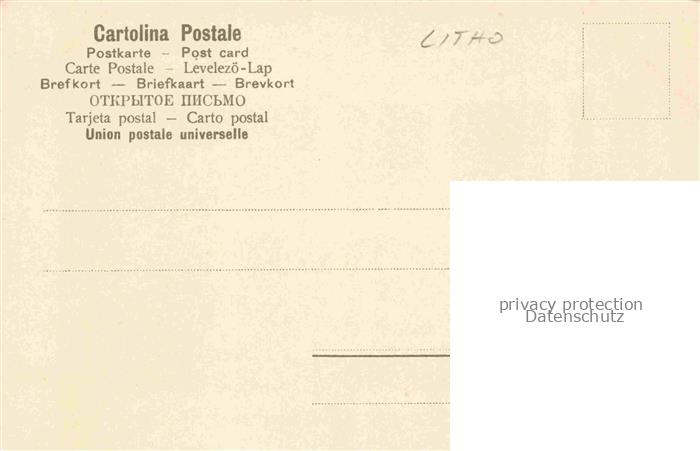 Cartolina Postale
Postkarte – Post card
Carte Postale – Levelezö-Lap
Brefkort — Briefkaart — Brevkort
ОТКРЫТОЕ ПИСЬМО
Tarjeta postal — Carto postal
Union postale universelle
LITHO
privacy protection
Datenschutz